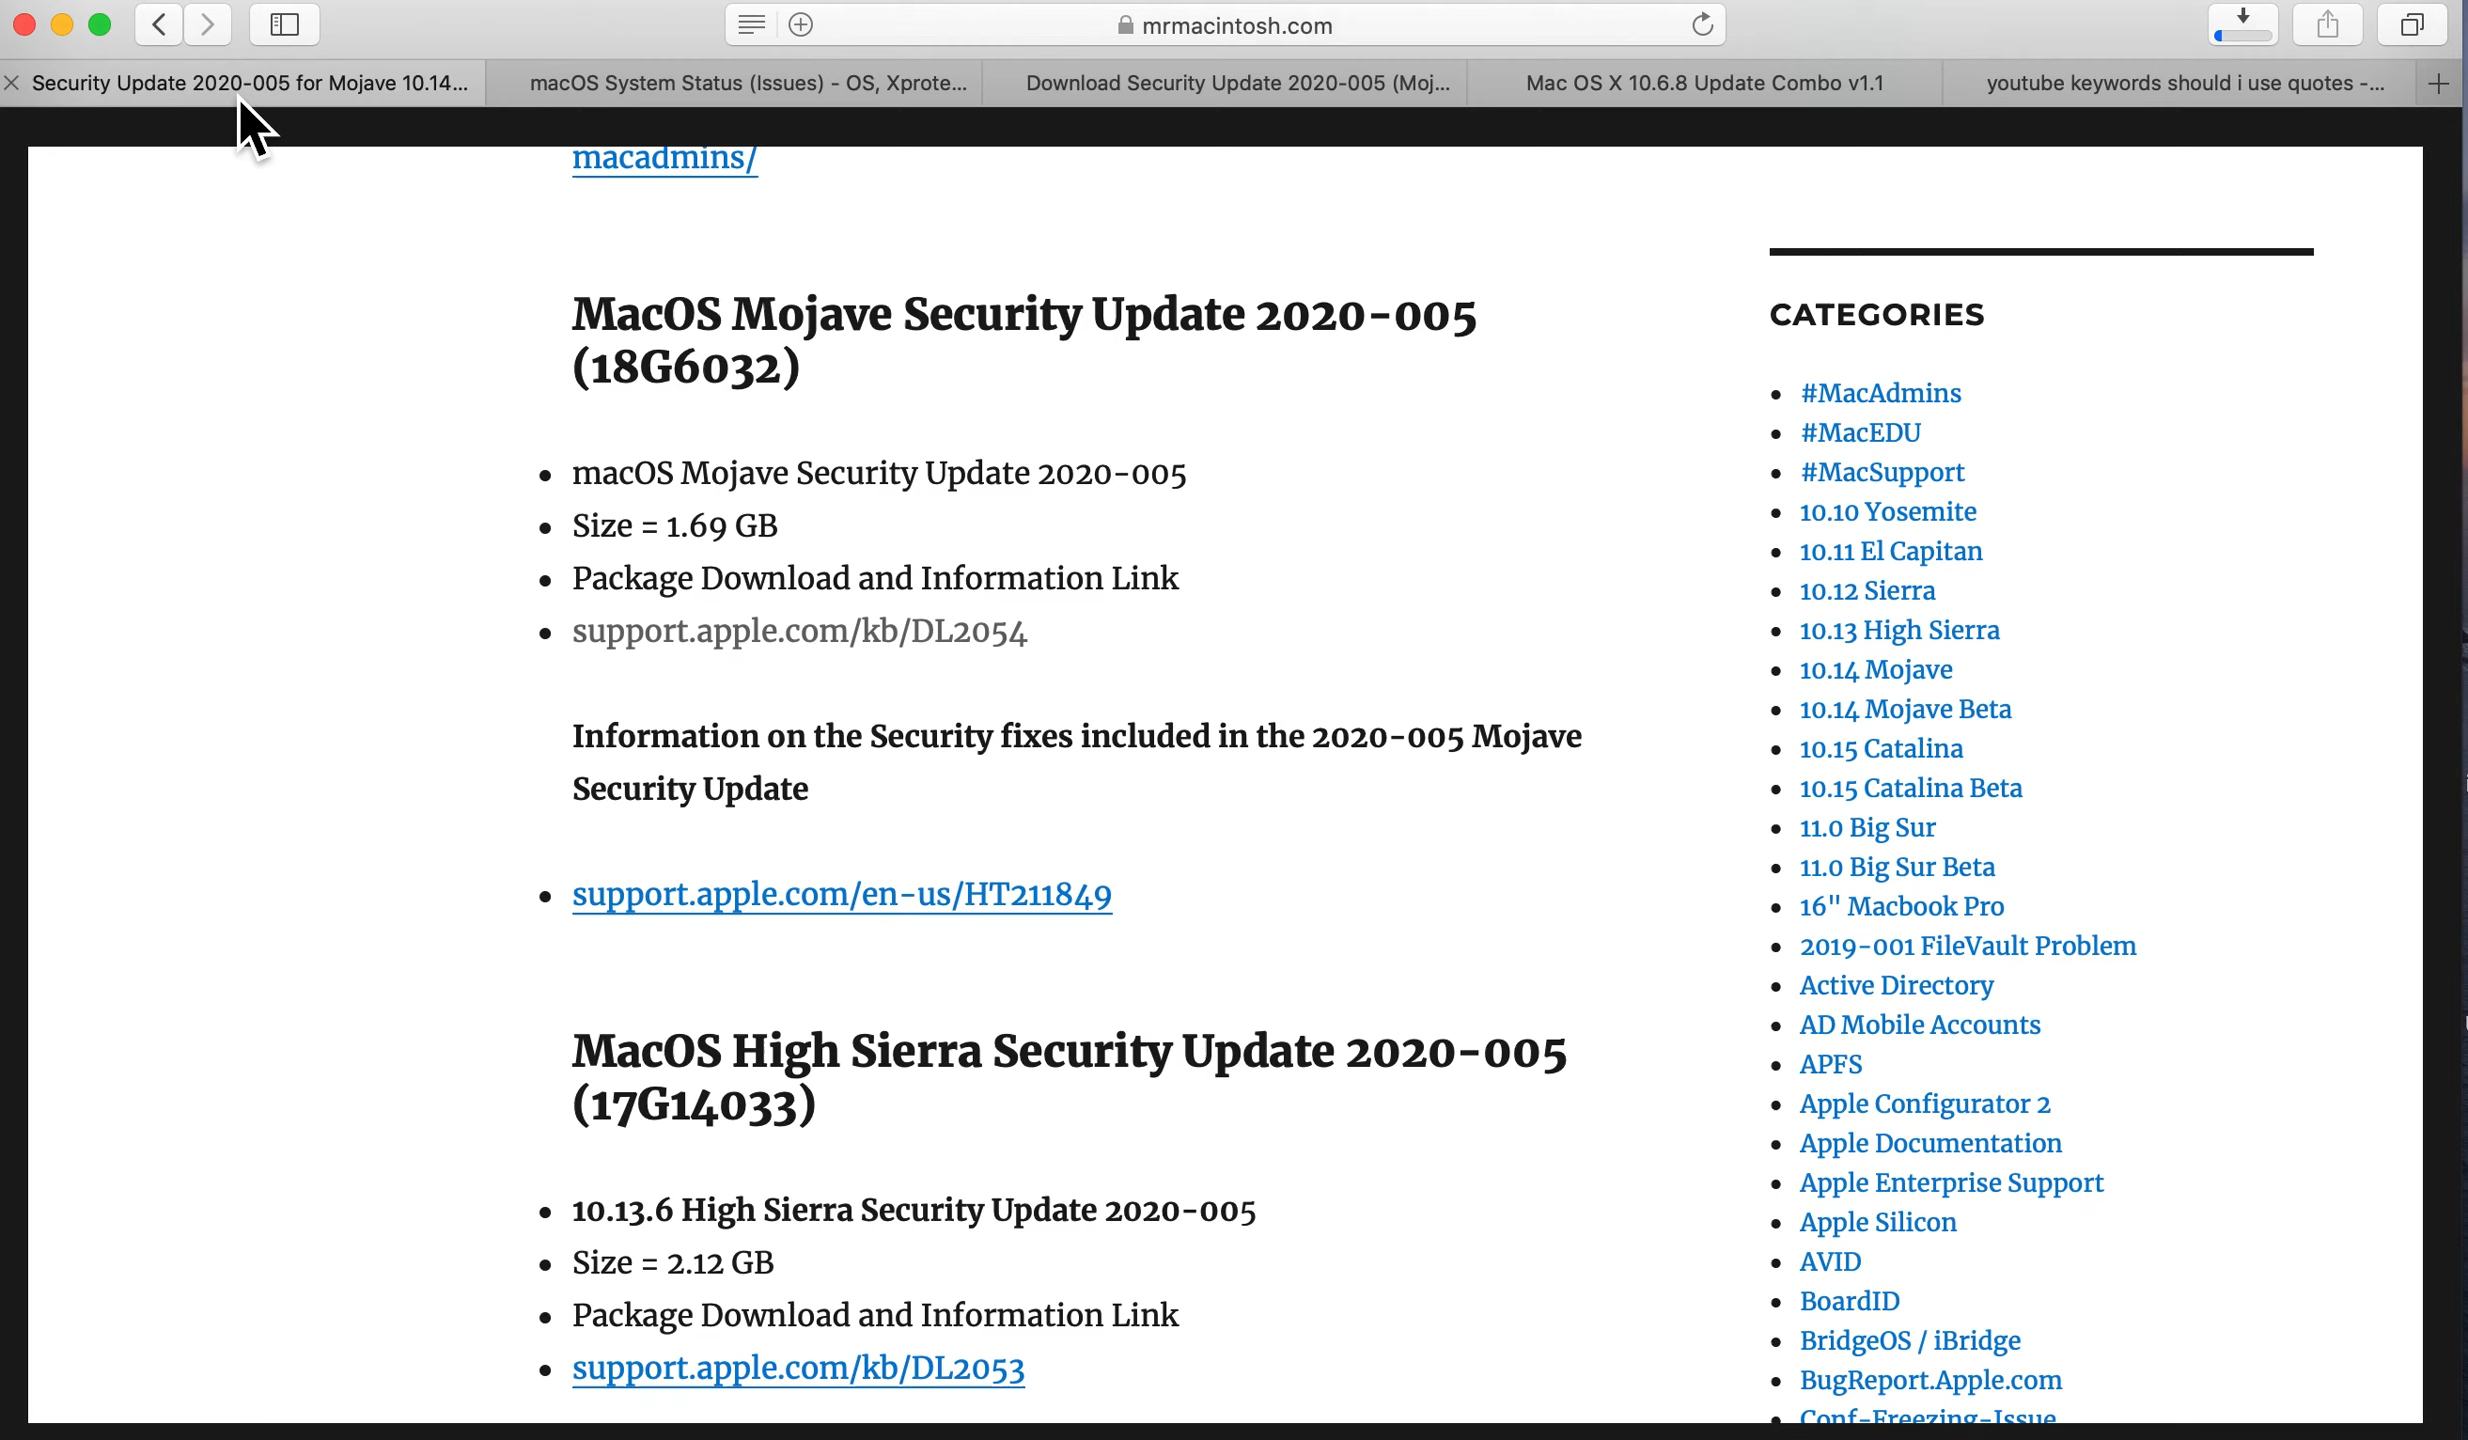 mrmacintosh.com
Security Update 2020-005 for Mojave 10.14...
macOS System Status (Issues) - OS, Xprote...
Download Security Update 2020-005 (Moj...
Mac OS X 10.6.8 Update Combo v1.1
youtube keywords should i use quotes -...
macadmins/
MacOS Mojave Security Update 2020-005
(18G6032)
macOS Mojave Security Update 2020-005
Size = 1.69 GB
Package Download and Information Link
support.apple.com/kb/DL2054
Information on the Security fixes included in the 2020-005 Mojave
Security Update
support.apple.com/en-us/HT211849
MacOS High Sierra Security Update 2020-005
(17G14033)
10.13.6 High Sierra Security Update 2020-005
Size = 2.12 GB
Package Download and Information Link
support.apple.com/kb/DL2053
CATEGORIES
#MacAdmins
#MacEDU
#MacSupport
10.10 Yosemite
10.11 El Capitan
10.12 Sierra
10.13 High Sierra
10.14 Mojave
10.14 Mojave Beta
10.15 Catalina
10.15 Catalina Beta
11.0 Big Sur
11.0 Big Sur Beta
16" Macbook Pro
2019-001 FileVault Problem
Active Directory
AD Mobile Accounts
APFS
Apple Configurator 2
Apple Documentation
Apple Enterprise Support
Apple Silicon
AVID
BoardID
BridgeOS / iBridge
BugReport.Apple.com
Conf-Freezing-Issue